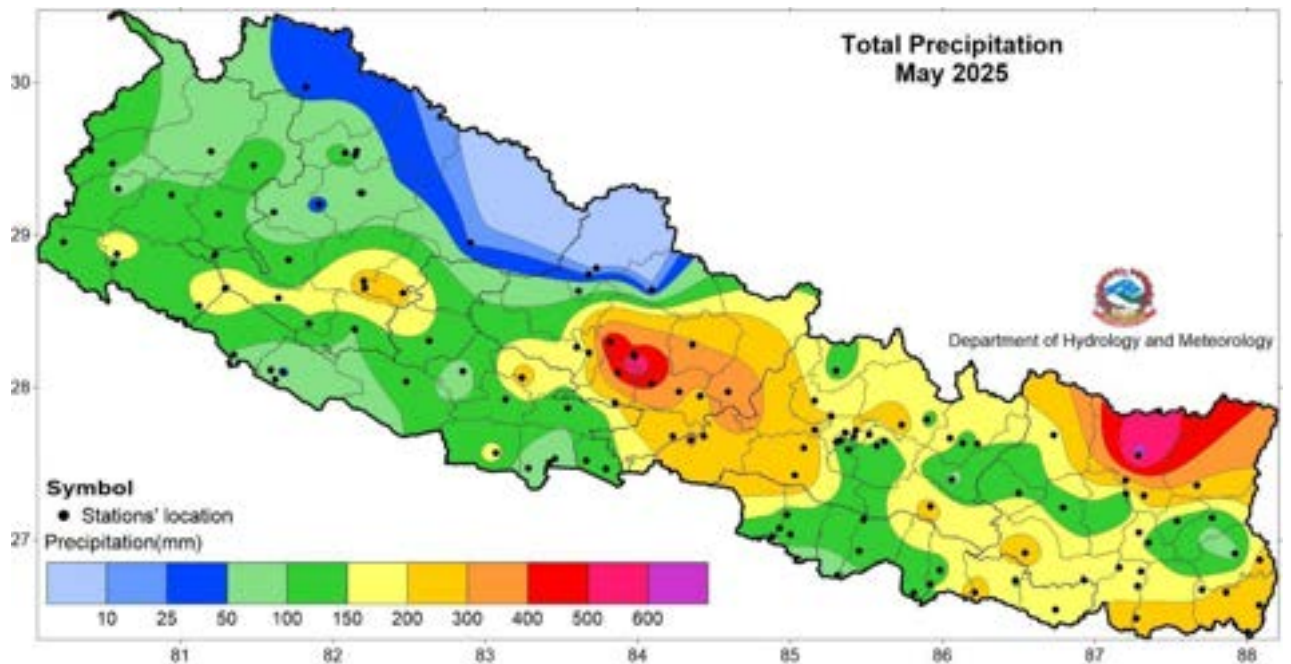 Total Precipitation
May 2025
30
29
28
27
Department of Hydrology and Meteorology
Symbol
Stations' location
Precipitation(mm)
10 25 50 100 150 200 300 400 500 600
81 82 83 84 85 86 87 88